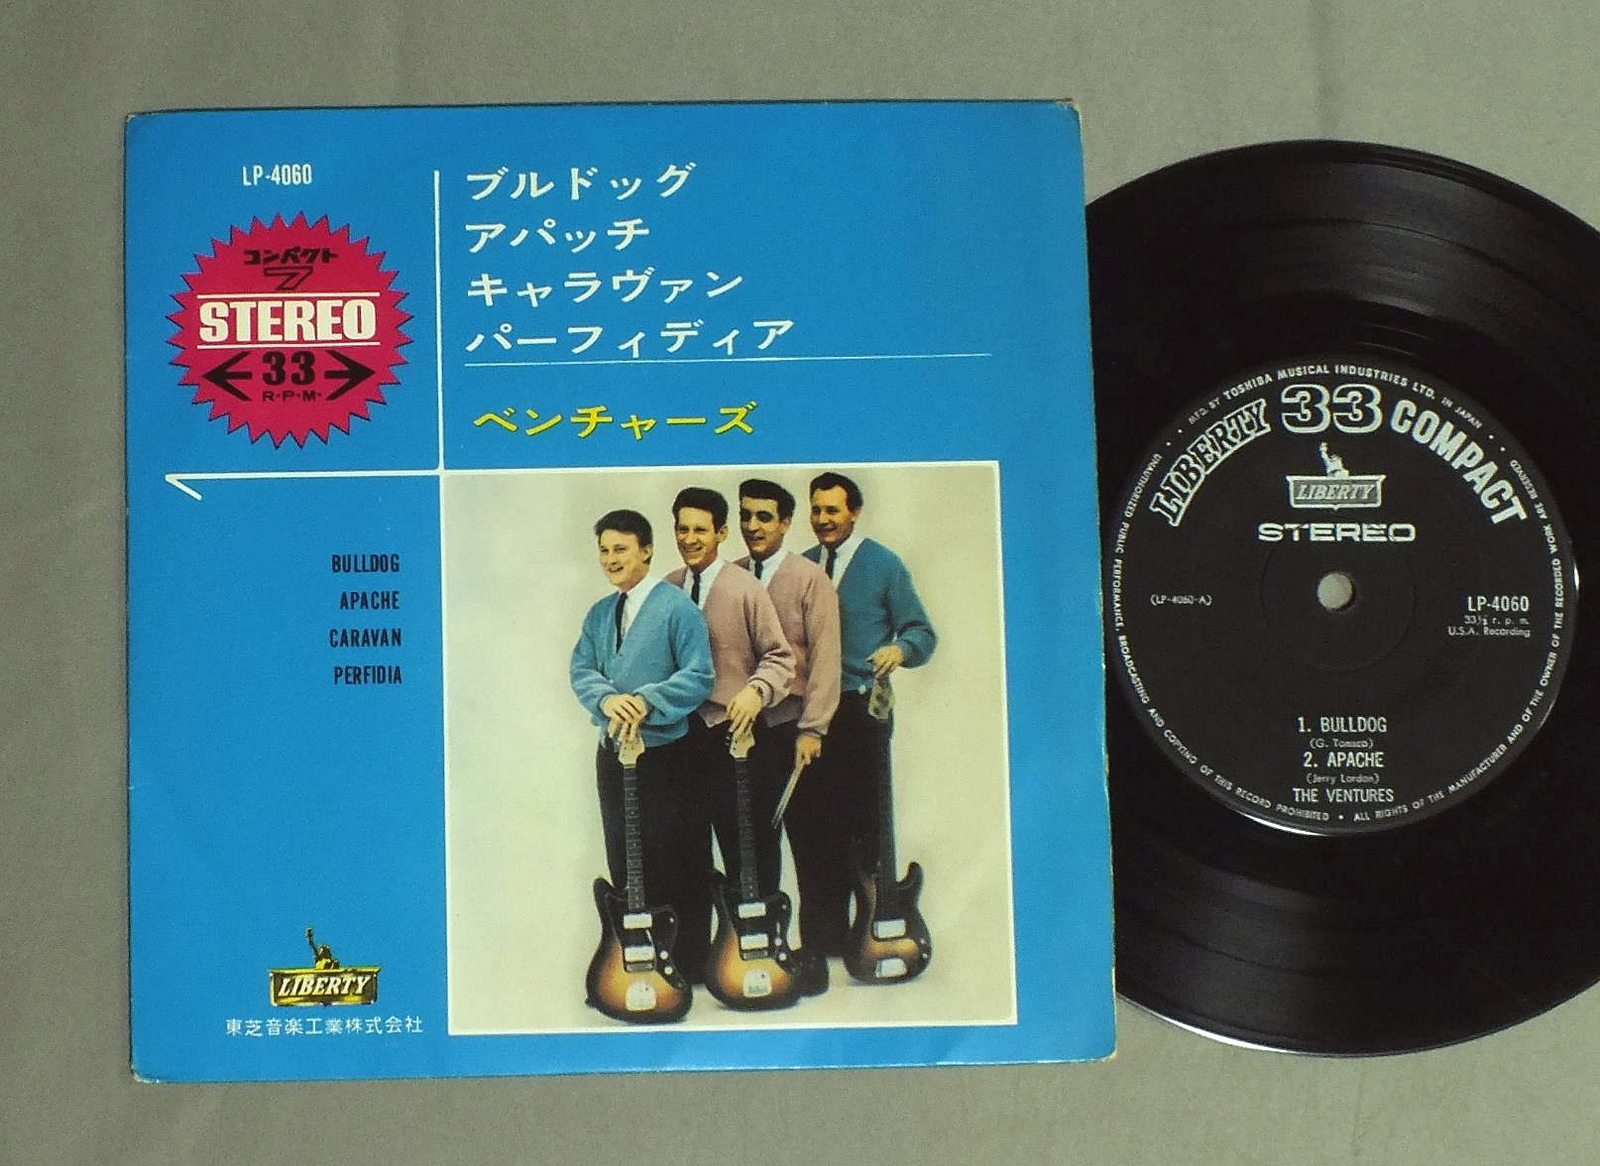 LP-4060
コンパクト
7
STEREO
33
R・P・M・
ブルドッグ
アパッチ
キャラヴァン
パーフィディア
ベンチャーズ
BULLDOG
APACHE
CARAVAN
PERFIDIA
LIBERTY
東芝音楽工業株式会社
MFD. BY TOSHIBA MUSICAL INDUSTRIES LTD. IN JAPAN
LIBERTY 33 COMPACT
LIBERTY
STEREO
(LP-4060-A)
LP-4060
33⅓ r. p. m.
U.S.A. Recording
1. BULLDOG
(G. Tomsco)
2. APACHE
(Jerry Lordan)
THE VENTURES
UNAUTHORIZED PUBLIC PERFORMANCE, BROADCASTING AND COPYING OF THIS RECORD PROHIBITED • ALL RIGHTS OF THE MANUFACTURER AND OF THE OWNER OF THE RECORDED WORK ARE RESERVED